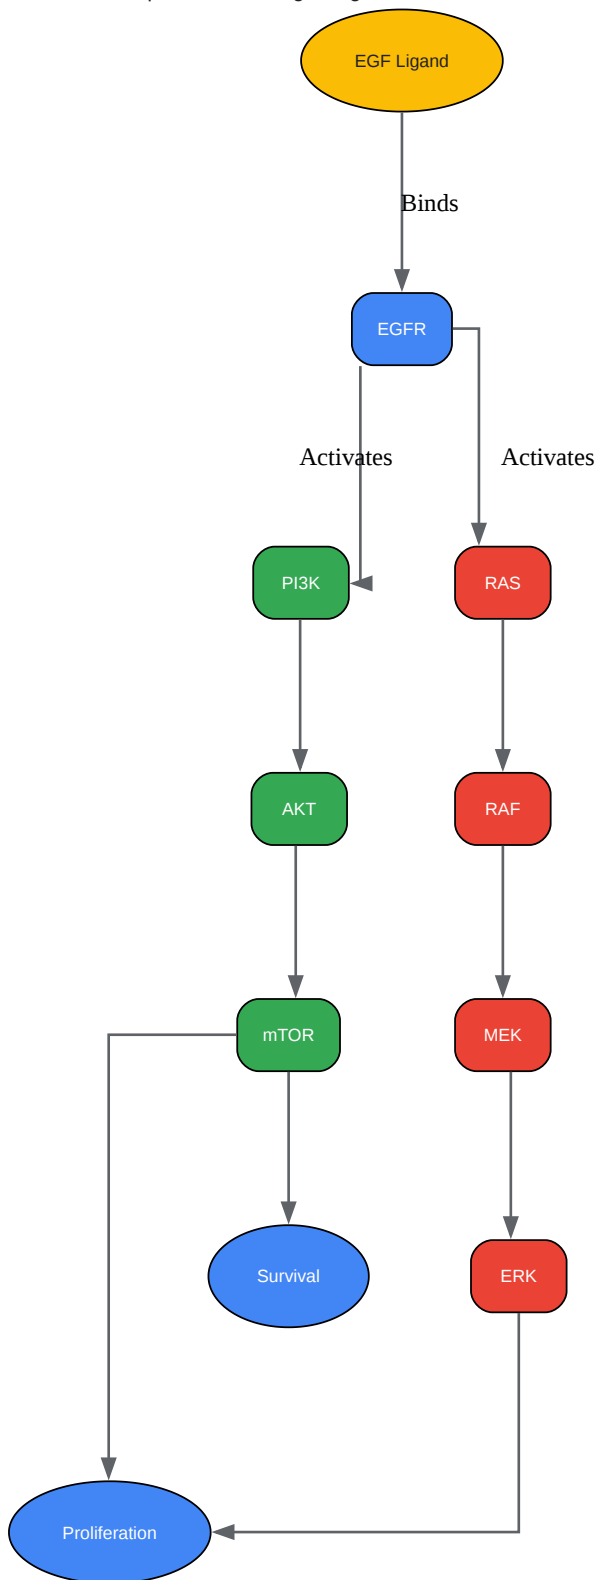 EGF Ligand
Binds
EGFR
Activates
Activates
PI3K
RAS
AKT
RAF
mTOR
MEK
Survival
ERK
Proliferation